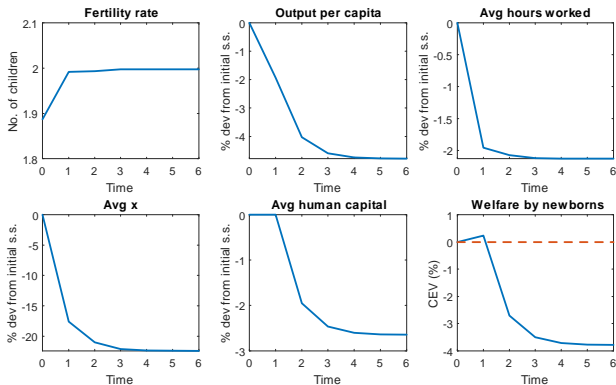 Fertility rate
2.1
2
1.9
1.8
No. of children
0 1 2 3 4 5 6
Time
Output per capita
0
-1
-2
-3
-4
% dev from initial s.s.
0 1 2 3 4 5 6
Time
Avg hours worked
0
-0.5
-1
-1.5
-2
% dev from initial s.s.
0 1 2 3 4 5 6
Time
Avg x
0
-5
-10
-15
-20
% dev from initial s.s.
0 1 2 3 4 5 6
Time
Avg human capital
0
-1
-2
-3
% dev from initial s.s.
0 1 2 3 4 5 6
Time
Welfare by newborns
1
0
-1
-2
-3
-4
CEV (%)
0 1 2 3 4 5 6
Time